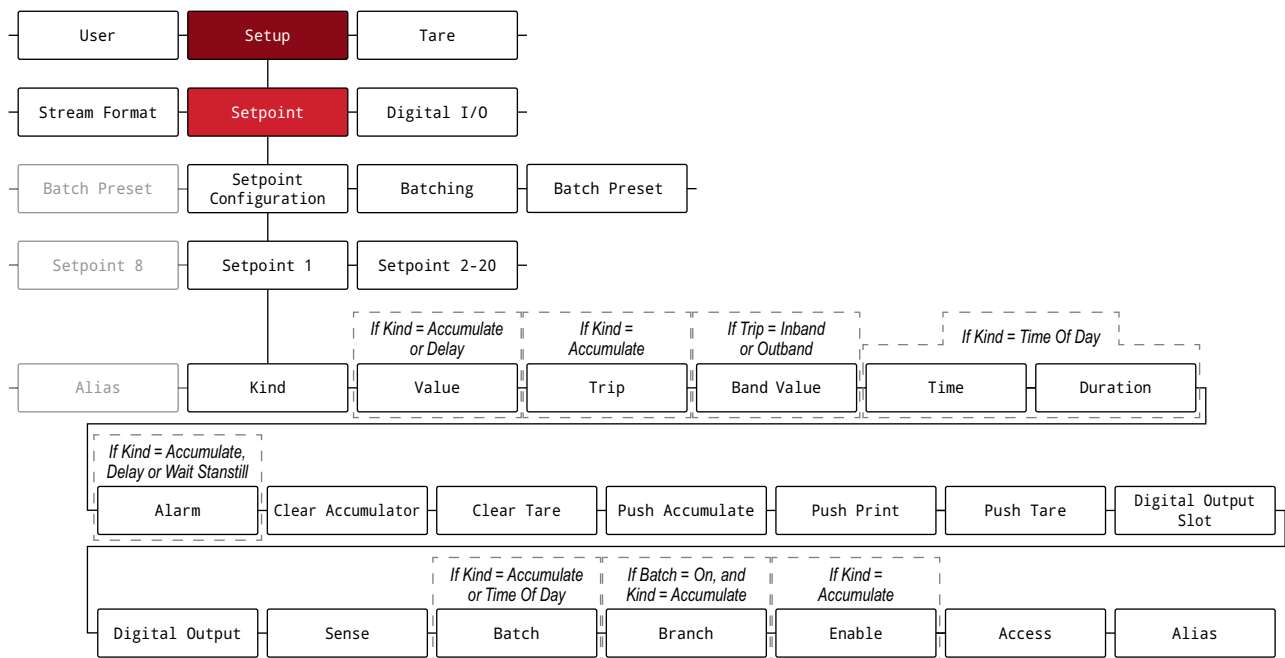 User
Setup
Tare
Stream Format
Setpoint
Digital I/O
Batch Preset
Setpoint
Configuration
Batching
Batch Preset
Setpoint 8
Setpoint 1
Setpoint 2-20
If Kind = Accumulate
or Delay
If Kind =
Accumulate
If Trip = Inband
or Outband
If Kind = Time Of Day
Alias
Kind
Value
Trip
Band Value
Time
Duration
If Kind = Accumulate,
Delay or Wait Stanstill
Alarm
Clear Accumulator
Clear Tare
Push Accumulate
Push Print
Push Tare
Digital Output
Slot
If Kind = Accumulate
or Time Of Day
If Batch = On, and
Kind = Accumulate
If Kind =
Accumulate
Digital Output
Sense
Batch
Branch
Enable
Access
Alias